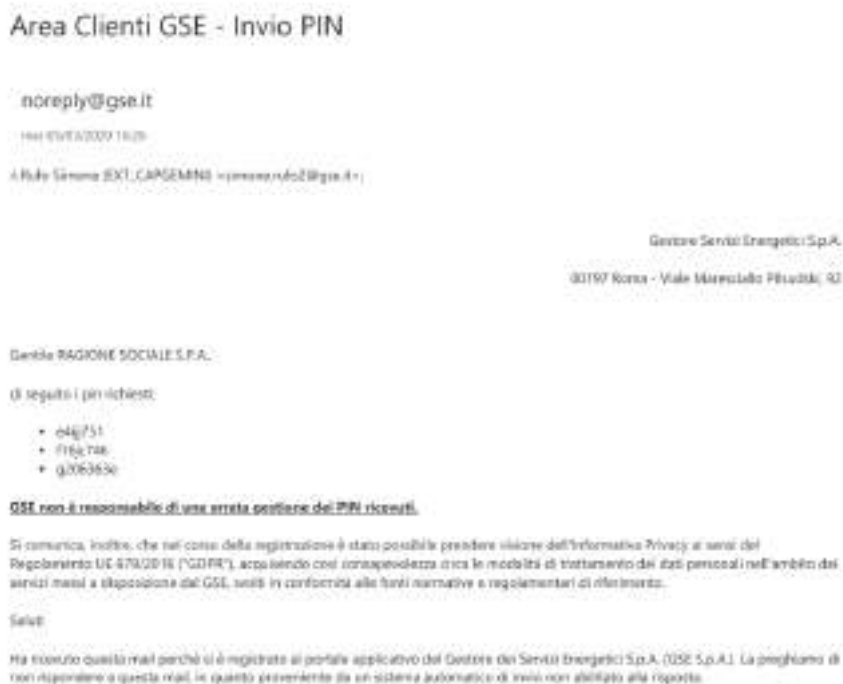 Area Clienti GSE - Invio PIN
noreply@gse.it
16:26
Rufo Simona (EXT_CAPGEMINI)
Gestore Servizi Energetici S.p.A.
00197 Roma - Viale Maresciallo Pilsudski, 92
Gentile RAGIONE SOCIALE S.P.A.,
di seguito i pin richiesti:
GSE non è responsabile di una errata gestione dei PIN ricevuti.
Si comunica, inoltre, che nel corso della registrazione è stato possibile prendere visione dell'Informativa Privacy ai sensi del
Regolamento UE 679/2016 ("GDPR"), acquisendo così consapevolezza circa le modalità di trattamento dei dati personali nell'ambito dei
servizi messi a disposizione dal GSE, svolti in conformità alle fonti normative e regolamentari di riferimento.
Saluti
Ha ricevuto questa mail perché si è registrato al portale applicativo del Gestore dei Servizi Energetici S.p.A. (GSE S.p.A.). La preghiamo di
non rispondere a questa mail, in quanto proveniente da un sistema automatico di invio non abilitato alla risposta.